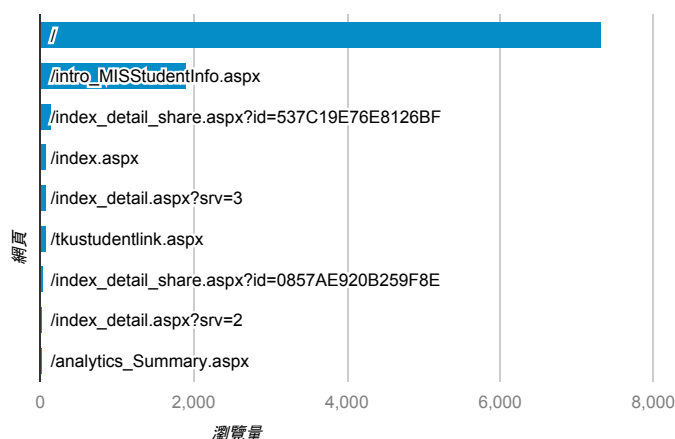 /
/intro_MISStudentInfo.aspx
/index_detail_share.aspx?id=537C19E76E8126BF
/index.aspx
/index_detail.aspx?srv=3
/tkustudentlink.aspx
/index_detail_share.aspx?id=0857AE920B259F8E
/index_detail.aspx?srv=2
/analytics_Summary.aspx
網頁
0 2,000 4,000 6,000 8,000
瀏覽量